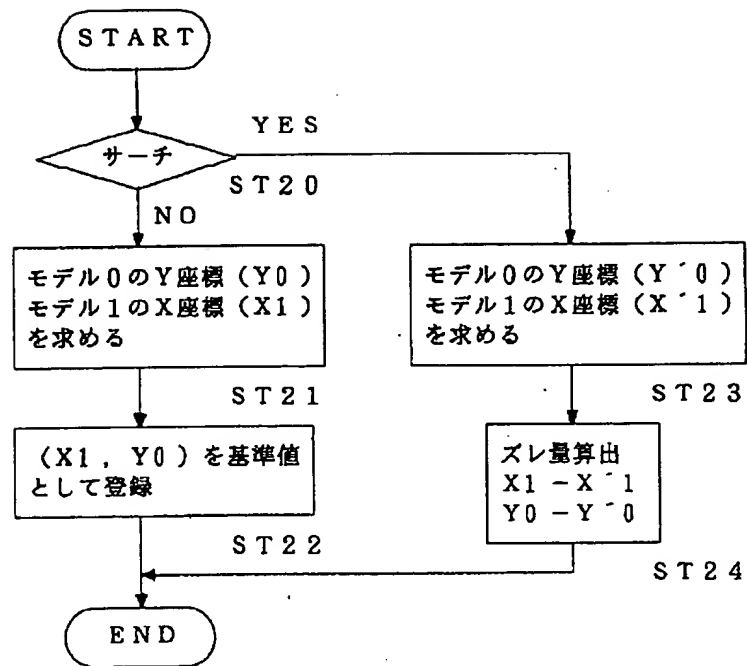 START
サーチ
YES
ST20
NO
モデル0のY座標(Y0)
モデル1のX座標(X1)
を求める
ST21
(X1,Y0)を基準値
として登録
ST22
モデル0のY座標(Y´0)
モデル1のX座標(X´1)
を求める
ST23
ズレ量算出
X1-X´1
Y0-Y´0
ST24
END